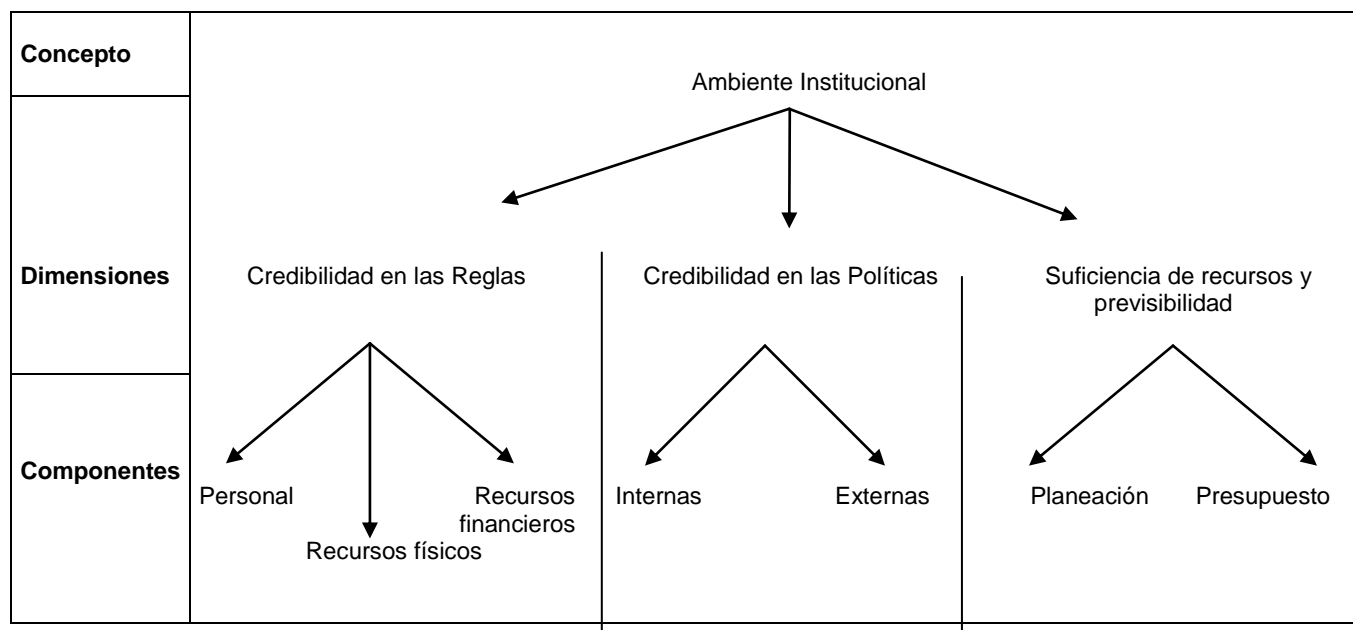 Concepto
Ambiente Institucional
Dimensiones
Credibilidad en las Reglas
Credibilidad en las Políticas
Suficiencia de recursos y
previsibilidad
Componentes
Personal
Recursos físicos
Recursos
financieros
Internas
Externas
Planeación
Presupuesto